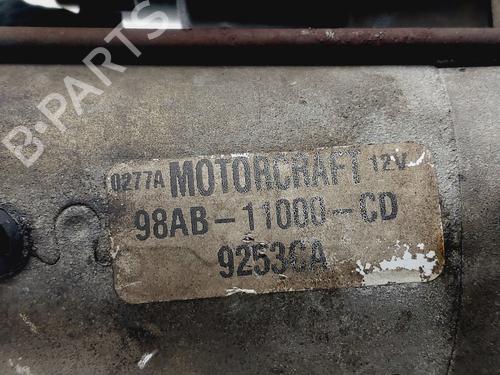 B-PARTS
0277A MOTORCRAFT 12V
98AB-11000-CD
9253CA